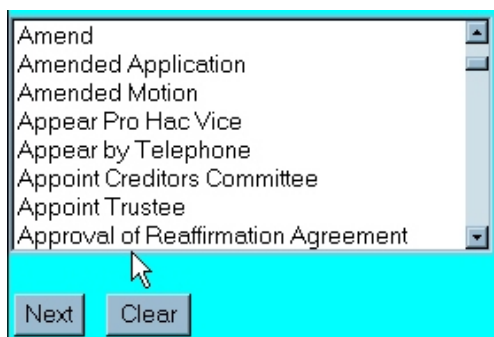 Amend
Amended Application
Amended Motion
Appear Pro Hac Vice
Appear by Telephone
Appoint Creditors Committee
Appoint Trustee
Approval of Reaffirmation Agreement
Next Clear